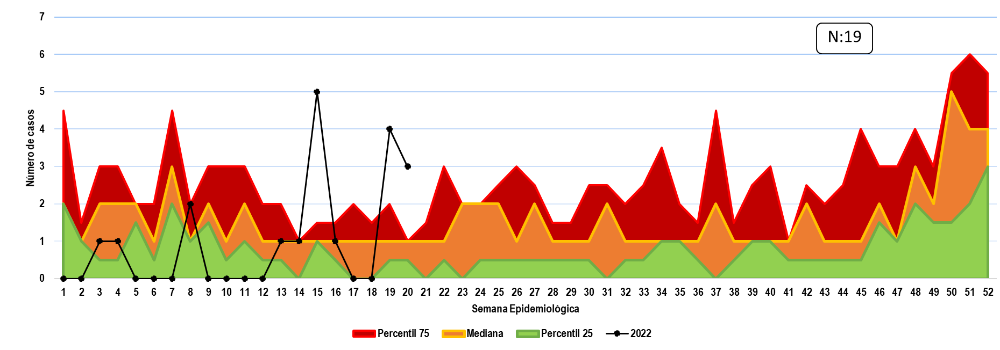 7
N:19
6
5
4
3
2
1
0
Número de casos
1 2 3 4 5 6 7 8 9 10 11 12 13 14 15 16 17 18 19 20 21 22 23 24 25 26 27 28 29 30 31 32 33 34 35 36 37 38 39 40 41 42 43 44 45 46 47 48 49 50 51 52
Semana Epidemiológica
Percentil 75 Mediana Percentil 25 2022